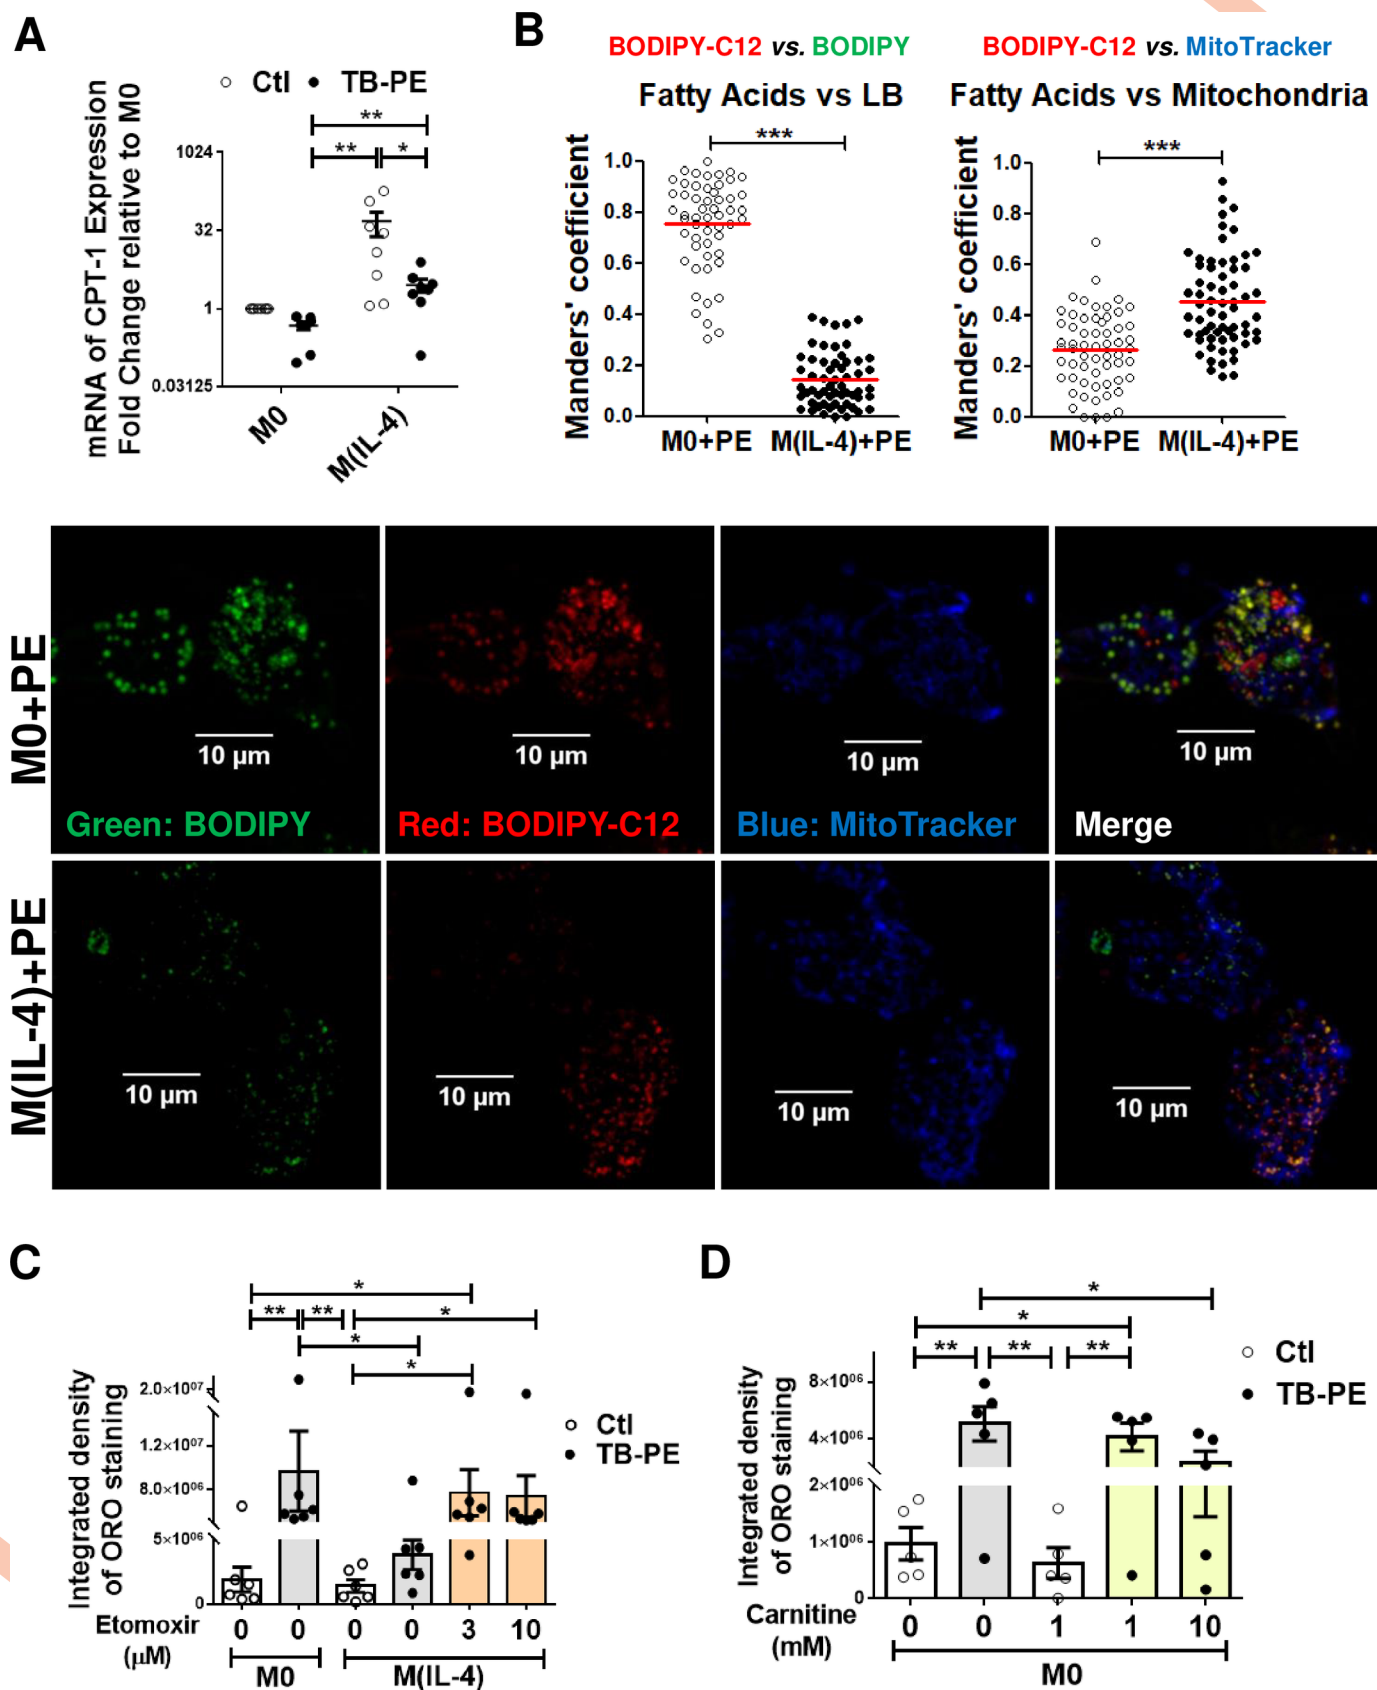 A
Ctl TB-PE
mRNA of CPT-1 Expression
Fold Change relative to M0
** 
** *
1024
32
1
0.03125
M0
M(IL-4)
B
BODIPY-C12 vs. BODIPY
Fatty Acids vs LB
Manders' coefficient
***
1.0
0.8
0.6
0.4
0.2
0.0
M0+PE M(IL-4)+PE
BODIPY-C12 vs. MitoTracker
Fatty Acids vs Mitochondria
Manders' coefficient
***
1.0
0.8
0.6
0.4
0.2
0.0
M0+PE M(IL-4)+PE
M0+PE
10 µm
10 µm
10 µm
10 µm
Green: BODIPY
Red: BODIPY-C12
Blue: MitoTracker
Merge
M(IL-4)+PE
10 µm
10 µm
10 µm
10 µm
C
*
** ** *
*
*
Integrated density
of ORO staining
2.0×10⁰⁷
1.2×10⁰⁷
8.0×10⁰⁶
5×10⁰⁶
0
Ctl
TB-PE
Etomoxir
(µM)
0 0 0 0 3 10
M0 M(IL-4)
D
*
*
** ** **
Integrated density
of ORO staining
8×10⁰⁶
4×10⁰⁶
2×10⁰⁶
1×10⁰⁶
0
Ctl
TB-PE
Carnitine
(mM)
0 0 1 1 10
M0